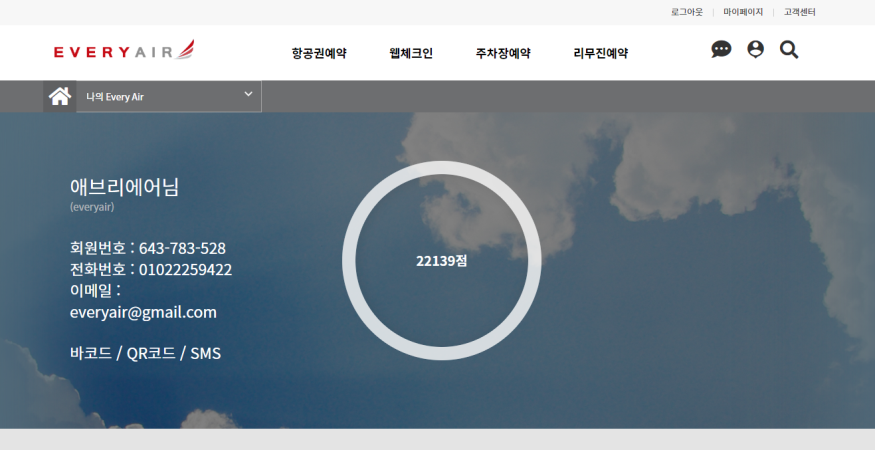 로그아웃 | 마이페이지 | 고객센터
EVERYAIR
항공권예약 웹체크인 주차장예약 리무진예약
나의 Every Air
애브리에어님
(everyair)
회원번호 : 643-783-528
전화번호 : 01022259422
이메일 :
everyair@gmail.com
바코드 / QR코드 / SMS
22139점